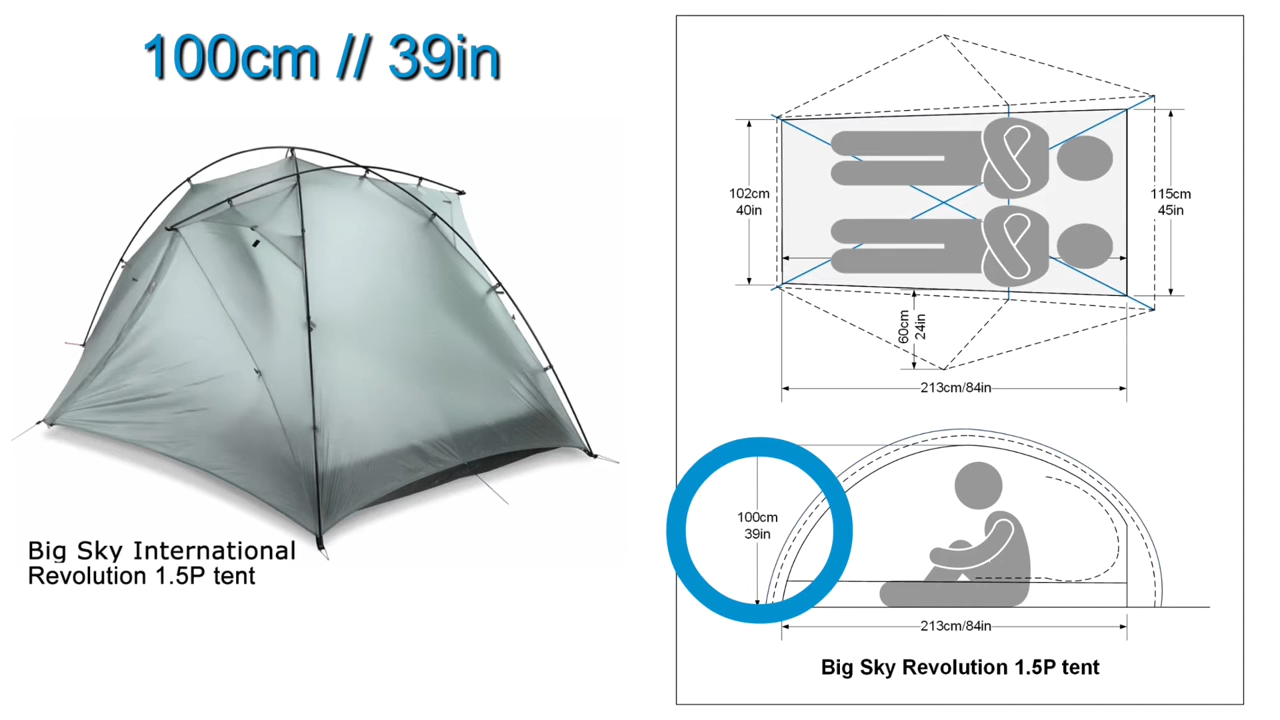 100cm // 39in
Big Sky International
Revolution 1.5P tent
102cm
40in
115cm
45in
60cm
24in
213cm/84in
100cm
39in
213cm/84in
Big Sky Revolution 1.5P tent